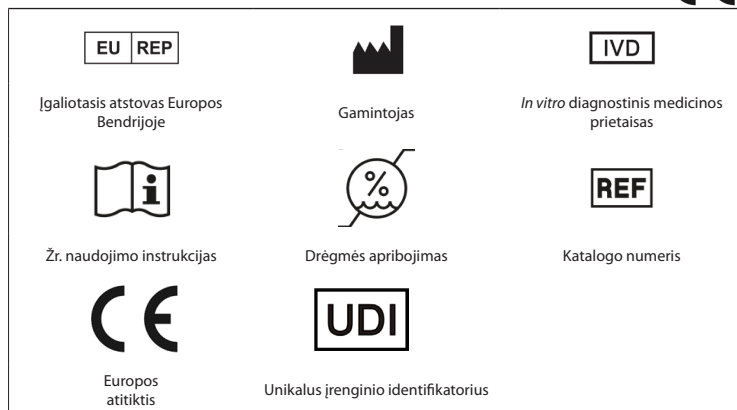 EU REP
IVD
Įgaliotasis atstovas Europos
Bendrijoje
Gamintojas
In vitro diagnostinis medicinos
prietaisas
i
%
REF
Žr. naudojimo instrukcijas
Drėgmės apribojimas
Katalogo numeris
CE
UDI
Europos
atitiktis
Unikalus įrenginio identifikatorius